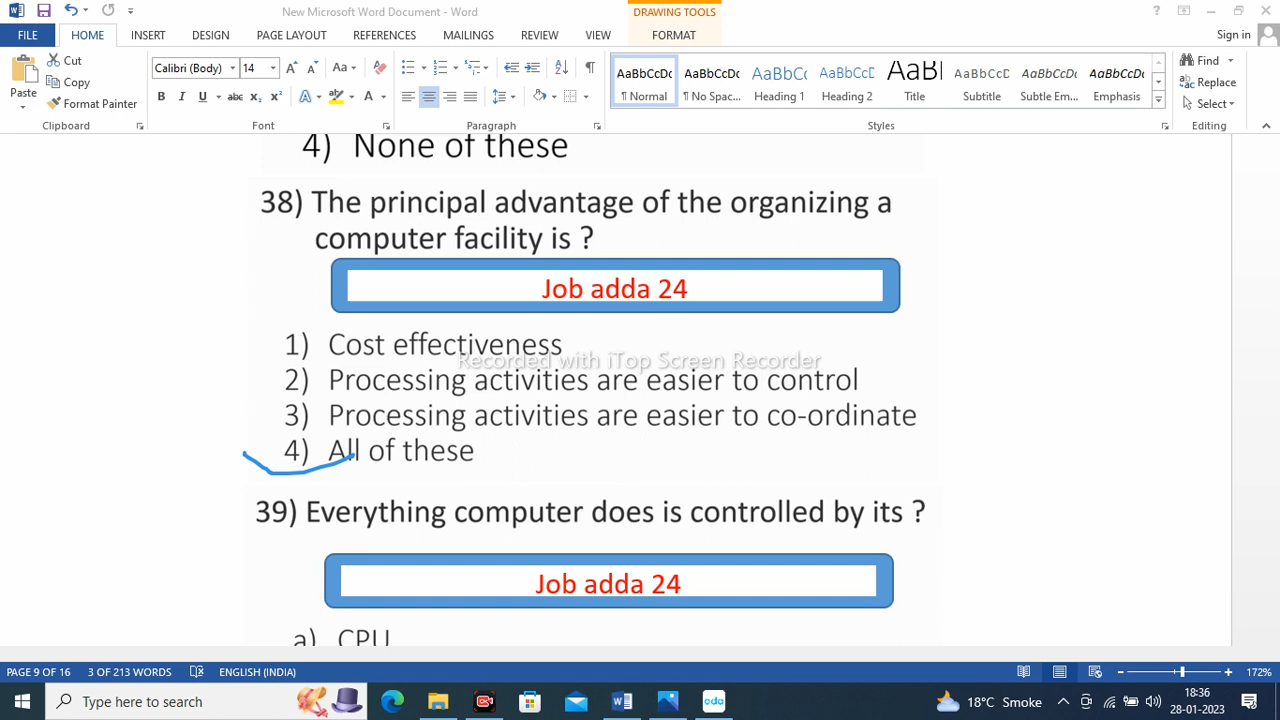 New Microsoft Word Document - Word
DRAWING TOOLS
?
FILE HOME INSERT DESIGN PAGE LAYOUT REFERENCES MAILINGS REVIEW VIEW FORMAT Sign in
Paste
Cut
Copy
Format Painter
Clipboard
Calibri (Body) 14 A A Aa
B I U abc x₂ x² A A
Font
Paragraph
AaBbCcDc AaBbCcDc AaBbCc AaBbCc AaBl AaBbCcD AaBbCcDc AaBbCcDc
¶ Normal ¶ No Spac... Heading 1 Heading 2 Title Subtitle Subtle Em... Emphasis
Styles
Find
Replace
Select
Editing
4) None of these
38) The principal advantage of the organizing a
computer facility is ?
Job adda 24
1) Cost effectiveness
Recorded with iTop Screen Recorder
2) Processing activities are easier to control
3) Processing activities are easier to co-ordinate
4) All of these
39) Everything computer does is controlled by its ?
Job adda 24
a) CPU
PAGE 9 OF 16 3 OF 213 WORDS ENGLISH (INDIA) 172%
Type here to search
oda
18°C Smoke
18:36
28-01-2023